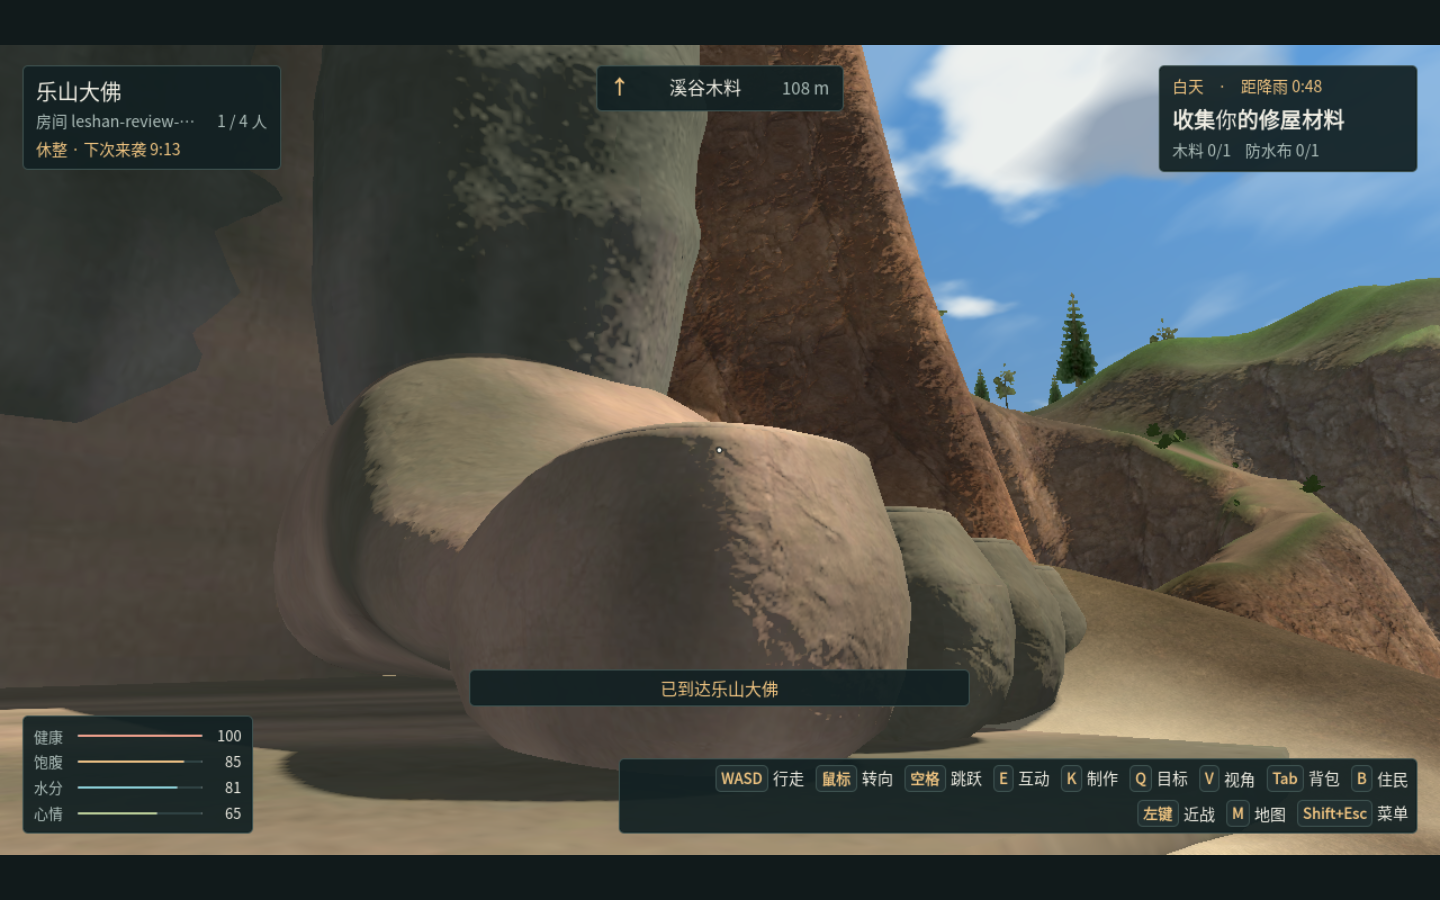 乐山大佛
房间 leshan-review-··· 1 / 4 人
休整 · 下次来袭 9:13
↑ 溪谷木料 108 m
白天 · 距降雨 0:48
收集你的修屋材料
木料 0/1 防水布 0/1
已到达乐山大佛
健康 100
饱腹 85
水分 81
心情 65
WASD 行走 鼠标 转向 空格 跳跃 E 互动 K 制作 Q 目标 V 视角 Tab 背包 B 住民
左键 近战 M 地图 Shift+Esc 菜单